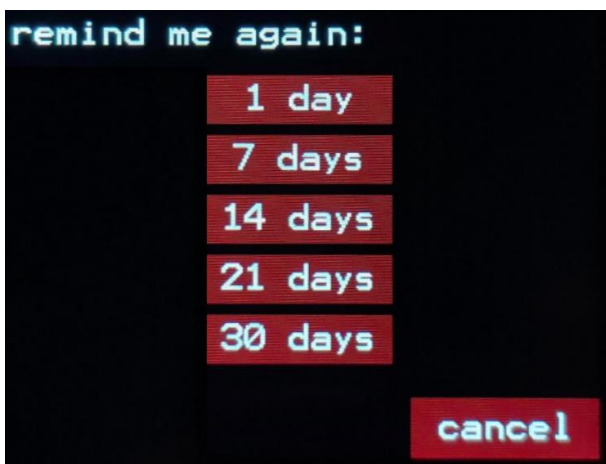 remind me again:
1 day
7 days
14 days
21 days
30 days
cancel